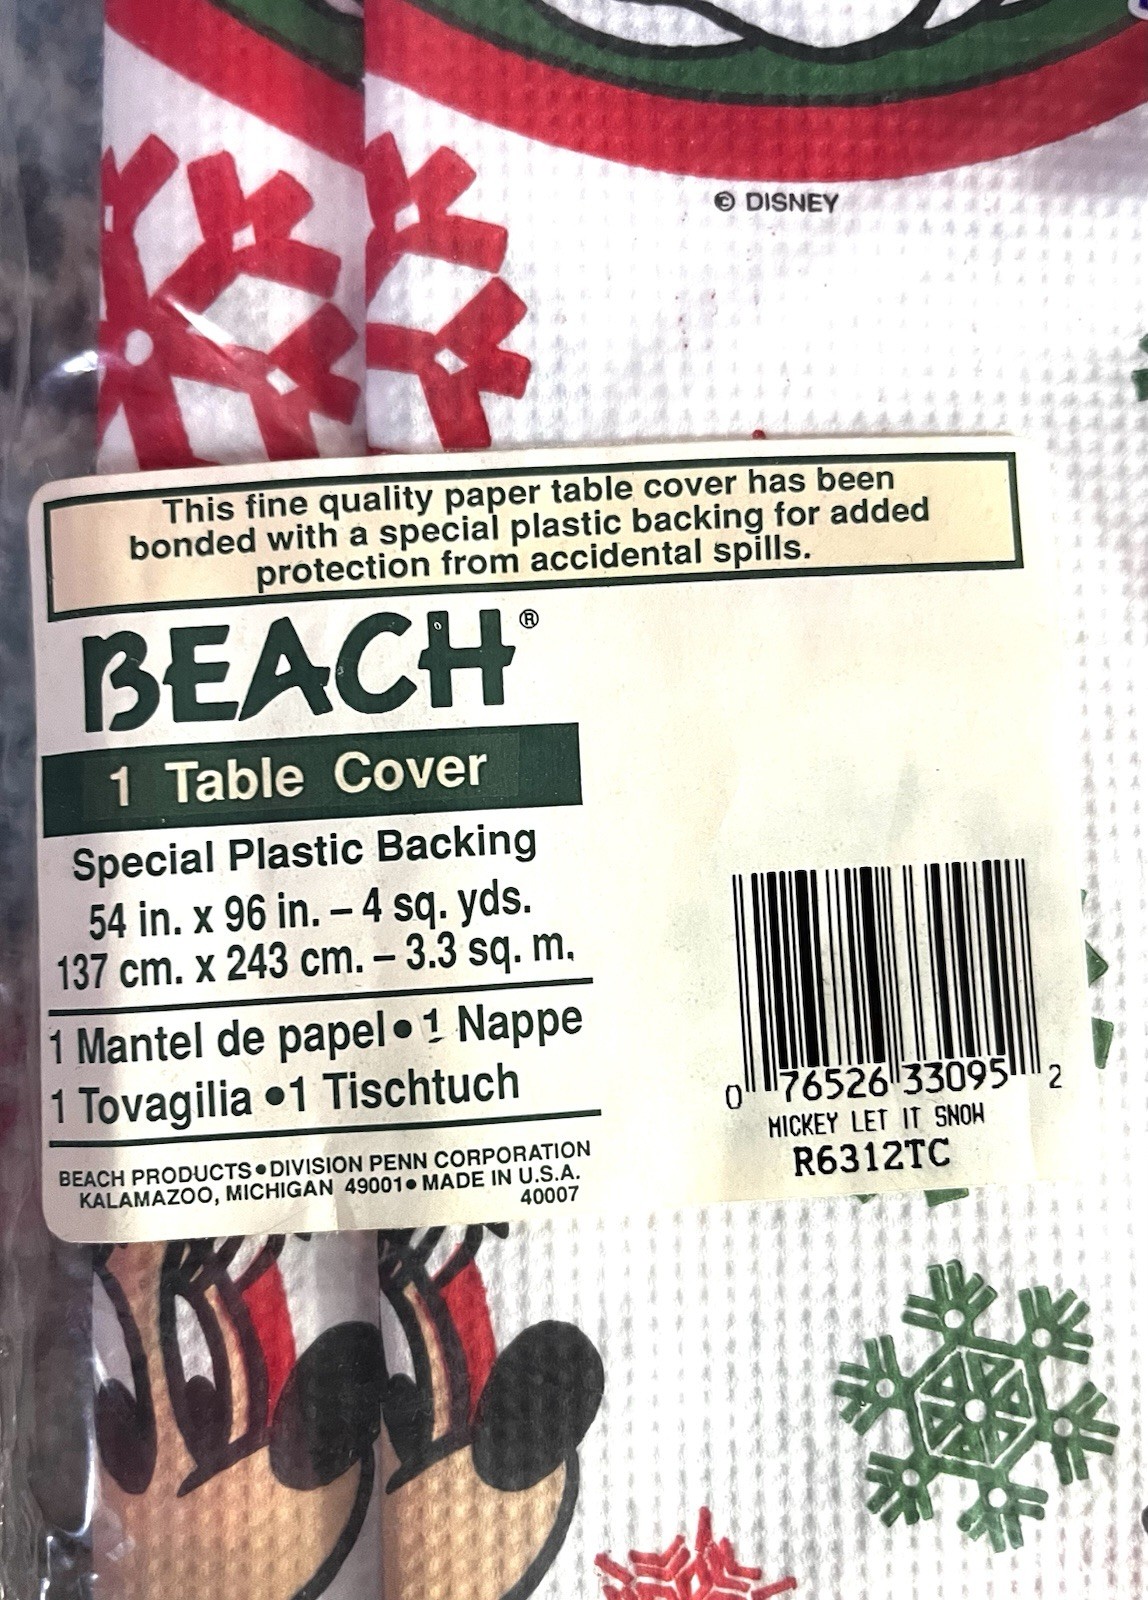 © DISNEY
This fine quality paper table cover has been
bonded with a special plastic backing for added
protection from accidental spills.
BEACH®
1 Table Cover
Special Plastic Backing
54 in. x 96 in. – 4 sq. yds.
137 cm. x 243 cm. – 3.3 sq. m.
1 Mantel de papel • 1 Nappe
1 Tovagilia • 1 Tischtuch
BEACH PRODUCTS • DIVISION PENN CORPORATION
KALAMAZOO, MICHIGAN 49001 • MADE IN U.S.A.
40007
0 76526 33095 2
MICKEY LET IT SNOW
R6312TC